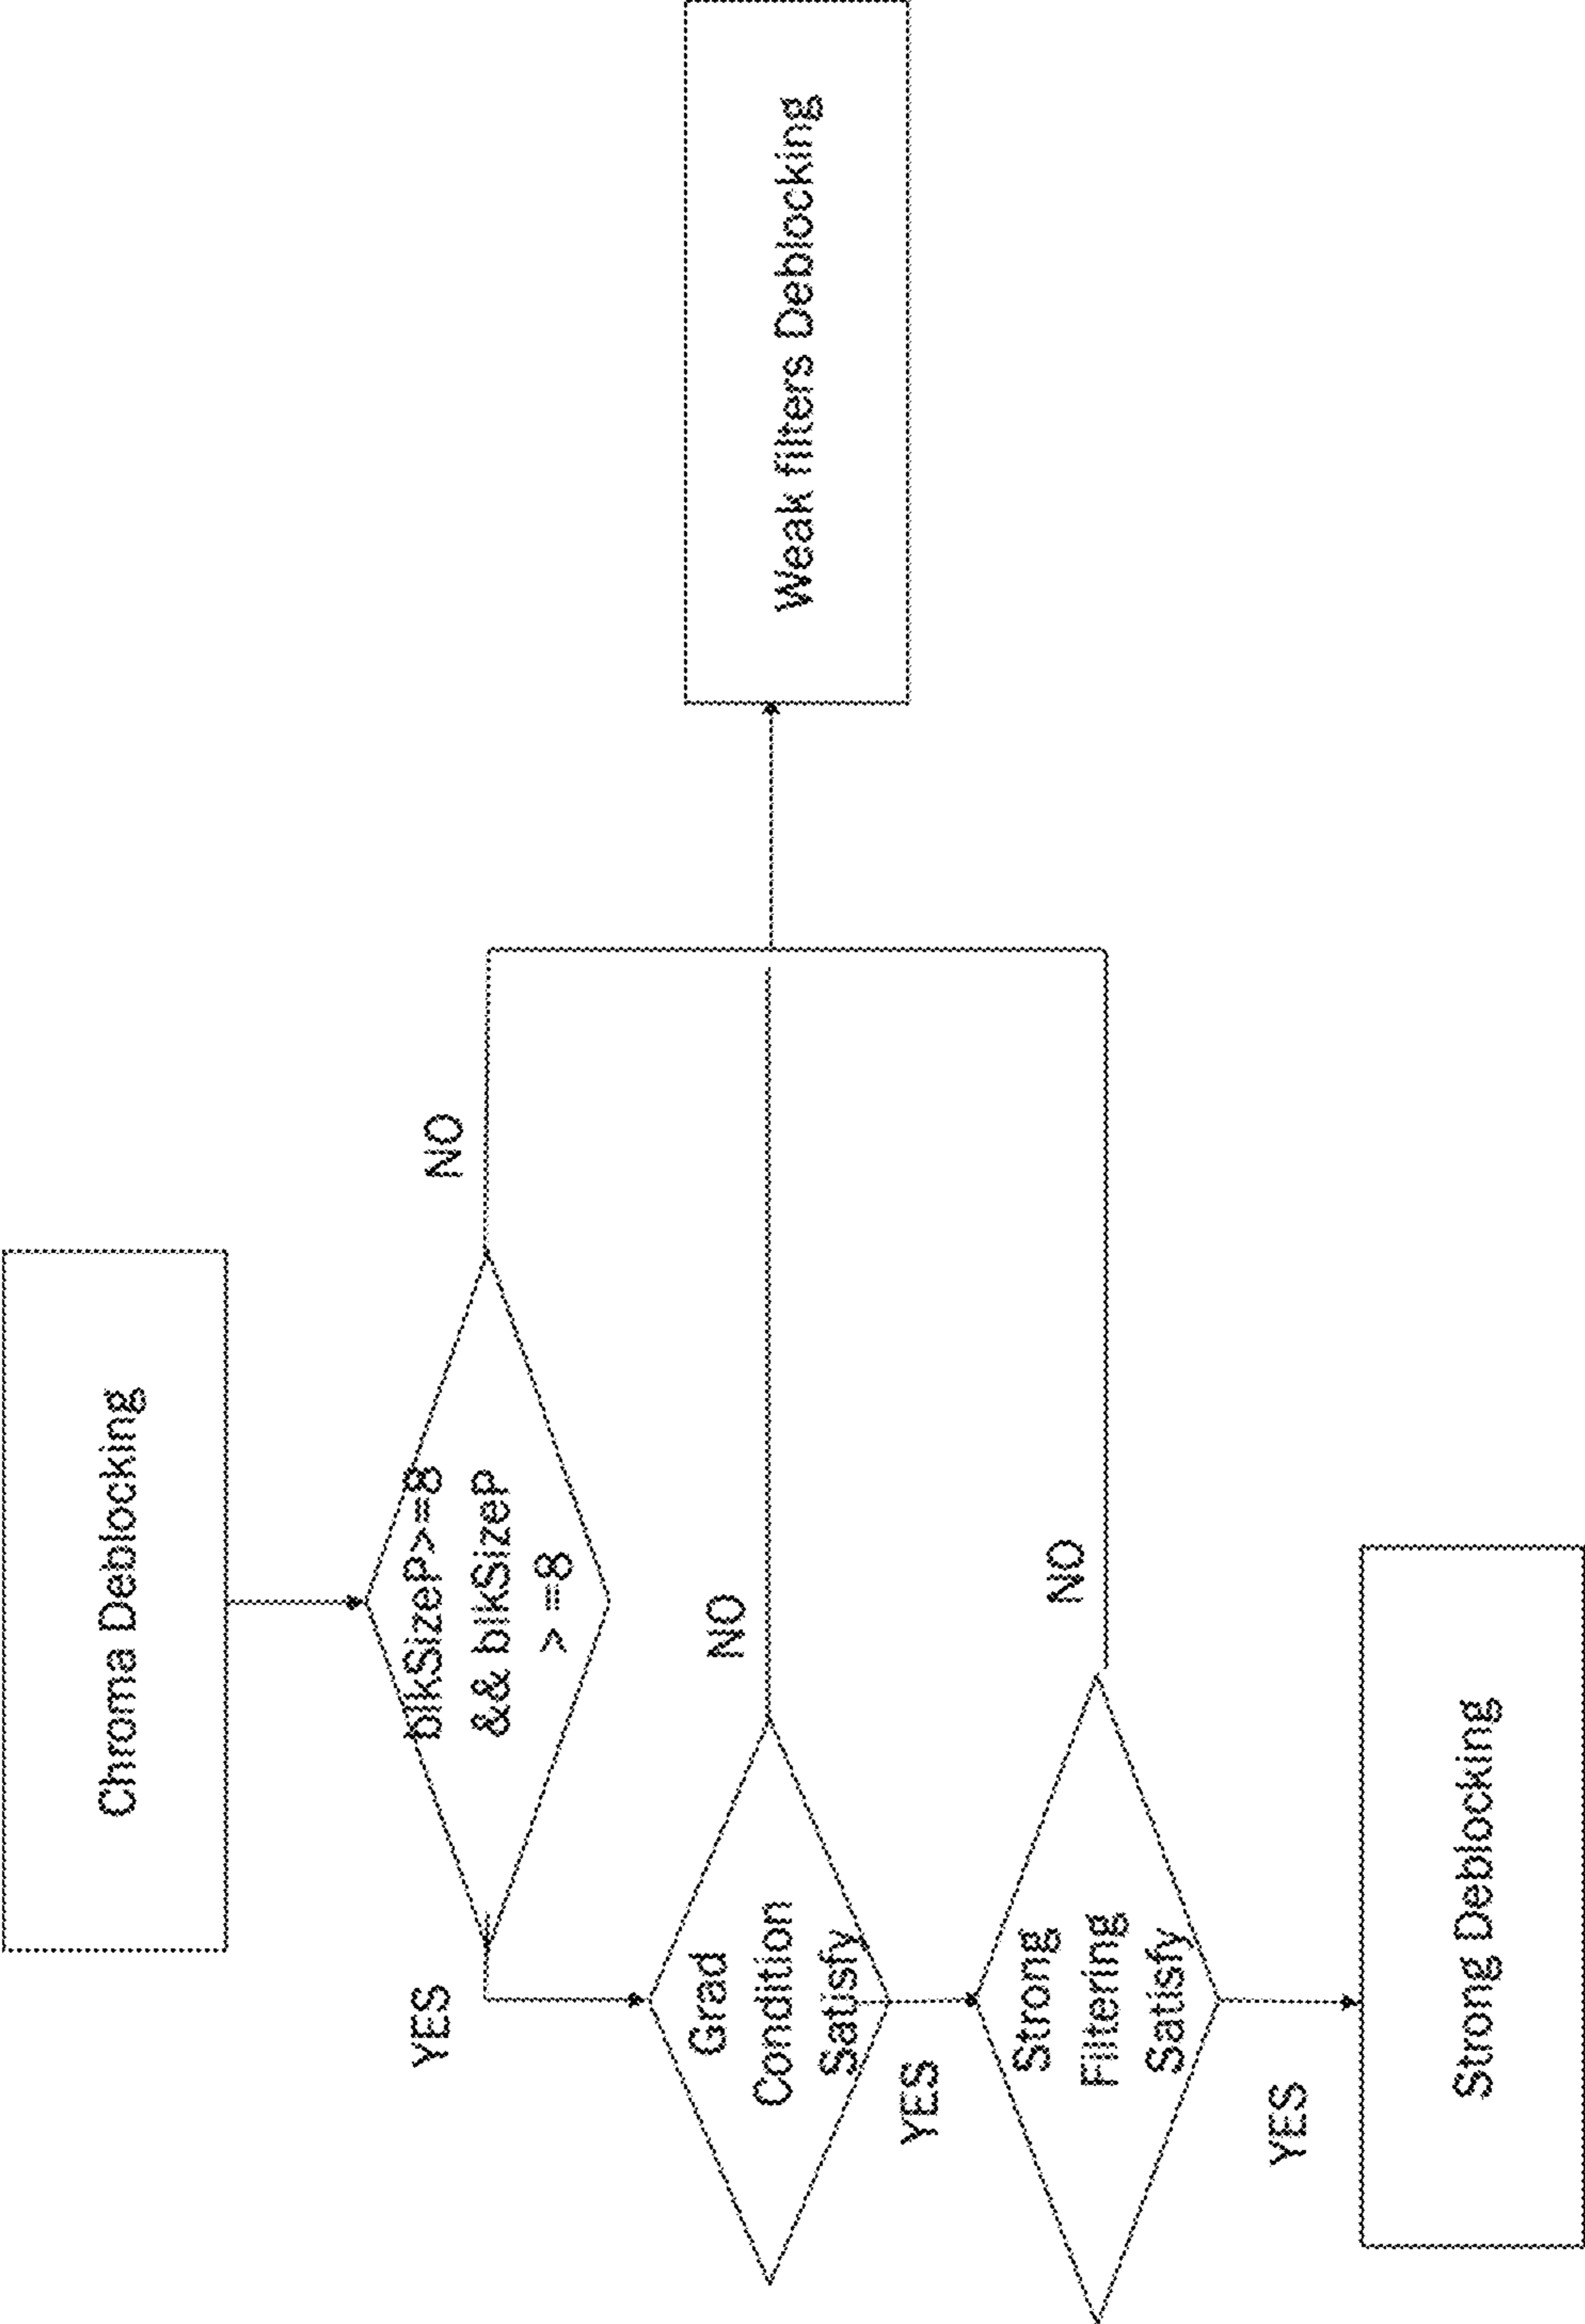 Chroma Deblocking
blkSizeP>=8
&& blkSizeP
> =8
NO
YES
Grad
Condition
Satisfy
NO
YES
Weak filters Deblocking
Strong
Filtering
Satisfy
NO
YES
Strong Deblocking